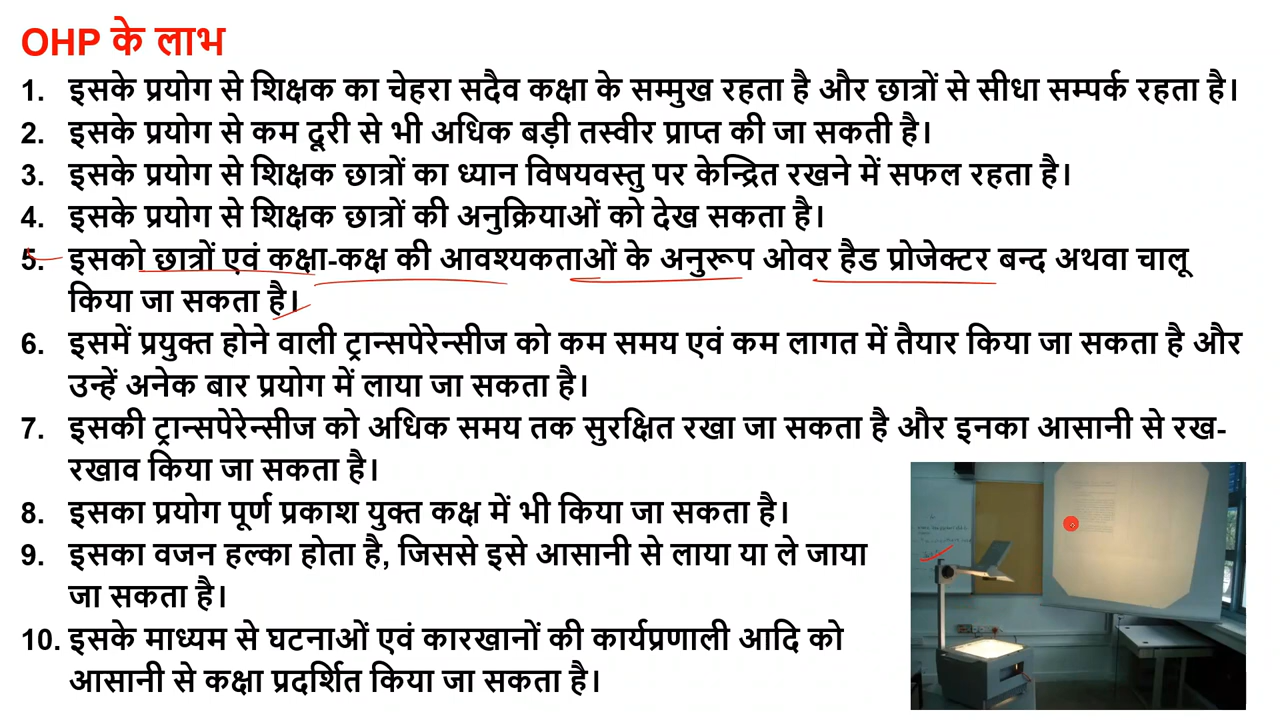 OHP के लाभ
1. इसके प्रयोग से शिक्षक का चेहरा सदैव कक्षा के सम्मुख रहता है और छात्रों से सीधा सम्पर्क रहता है।
2. इसके प्रयोग से कम दूरी से भी अधिक बड़ी तस्वीर प्राप्त की जा सकती है।
3. इसके प्रयोग से शिक्षक छात्रों का ध्यान विषयवस्तु पर केन्द्रित रखने में सफल रहता है।
4. इसके प्रयोग से शिक्षक छात्रों की अनुक्रियाओं को देख सकता है।
5. इसको छात्रों एवं कक्षा-कक्ष की आवश्यकताओं के अनुरूप ओवर हैड प्रोजेक्टर बन्द अथवा चालू
किया जा सकता है।
6. इसमें प्रयुक्त होने वाली ट्रान्सपेरेन्सीज को कम समय एवं कम लागत में तैयार किया जा सकता है और
उन्हें अनेक बार प्रयोग में लाया जा सकता है।
7. इसकी ट्रान्सपेरेन्सीज को अधिक समय तक सुरक्षित रखा जा सकता है और इनका आसानी से रख-
रखाव किया जा सकता है।
8. इसका प्रयोग पूर्ण प्रकाश युक्त कक्ष में भी किया जा सकता है।
9. इसका वजन हल्का होता है, जिससे इसे आसानी से लाया या ले जाया
जा सकता है।
10. इसके माध्यम से घटनाओं एवं कारखानों की कार्यप्रणाली आदि को
आसानी से कक्षा प्रदर्शित किया जा सकता है।